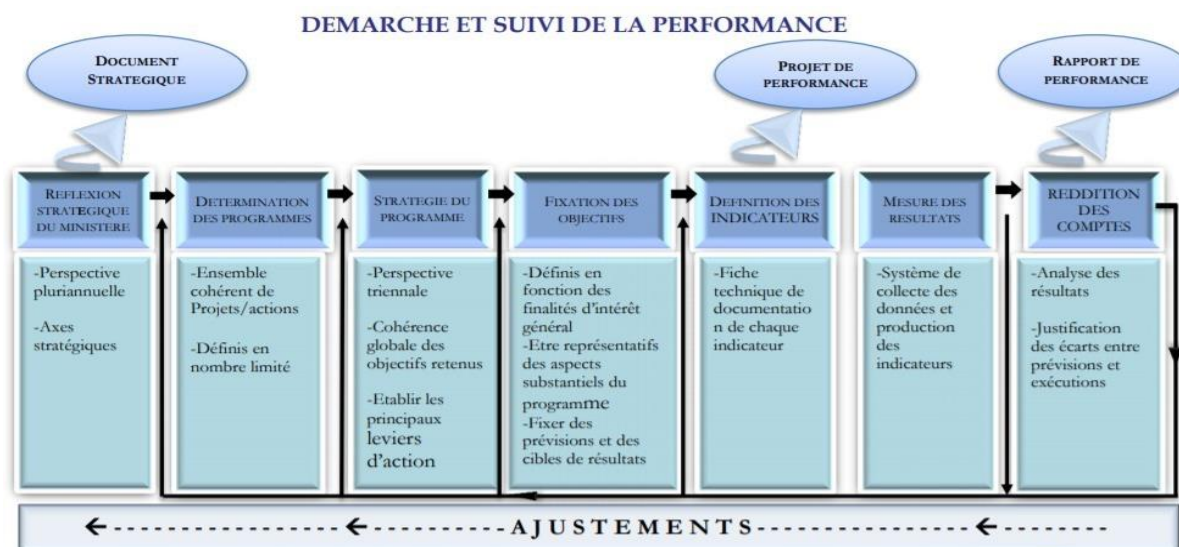 DEMARCHE ET SUIVI DE LA PERFORMANCE
DOCUMENT
STRATEGIQUE
PROJET DE
PERFORMANCE
RAPPORT DE
PERFORMANCE
REFLEXION
STRATEGIQUE
DU MINISTERE
DETERMINATION
DES PROGRAMMES
STRATEGIE DU
PROGRAMME
FIXATION DES
OBJECTIFS
DEFINITION DES
INDICATEURS
MESURE DES
RESULTATS
REDDITION
DES
COMPTES
-Perspective
pluriannuelle
-Axes
stratégiques
-Ensemble
cohérent de
Projets/actions
-Définis en
nombre limité
-Perspective
triennale
-Cohérence
globale des
objectifs retenus
-Etablir les
principaux
leviers
d'action
-Définis en
fonction des
finalités d'intérêt
général
-Etre représentatifs
des aspects
substantiels du
programme
-Fixer des
prévisions et des
cibles de résultats
-Fiche
technique de
documentatio
n de chaque
indicateur
-Système de
collecte des
données et
production
des
indicateurs
-Analyse des
résultats
-Justification
des écarts entre
prévisions et
exécutions
AJUSTEMENTS